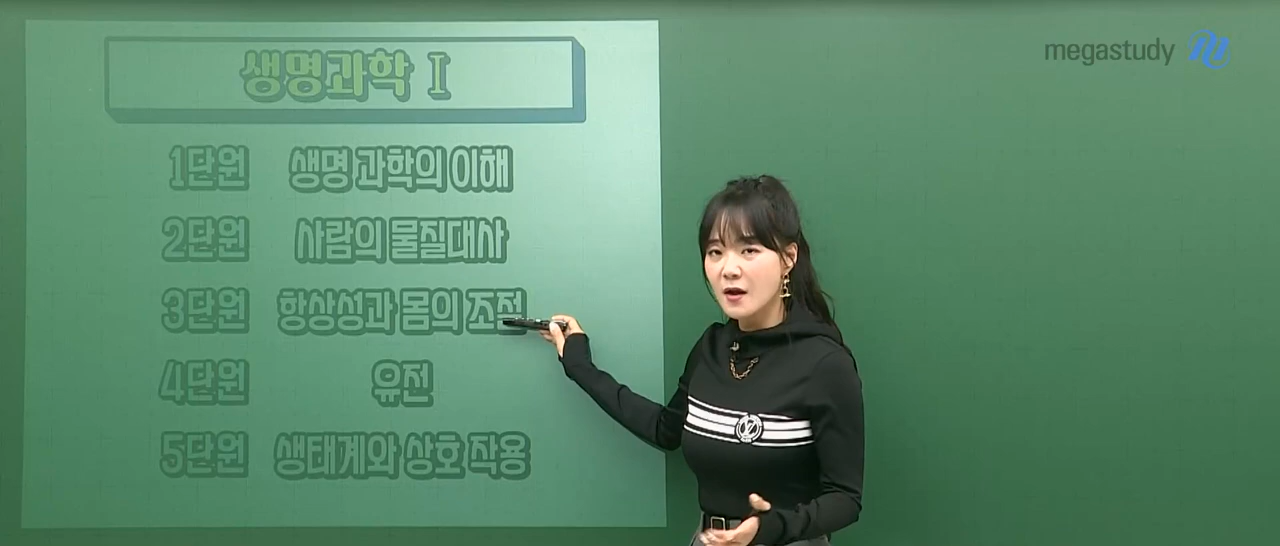 생명과학 I
1단원 생명 과학의 이해
2단원 사람의 물질대사
3단원 항상성과 몸의 조절
4단원 유전
5단원 생태계와 상호 작용
megastudy